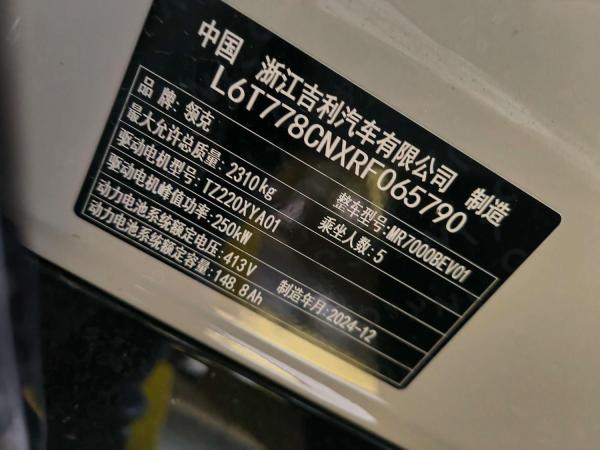 中国 浙江吉利汽车有限公司 制造
L6T778CNXRF065790
品牌:领克 整车型号:MR7000BEV01
最大允许总质量:2310kg 乘坐人数:5
驱动电机型号:TZ220XYA01
驱动电机峰值功率:250kW
动力电池系统额定电压:413V 制造年月:2024-12
动力电池系统额定容量:148.8Ah